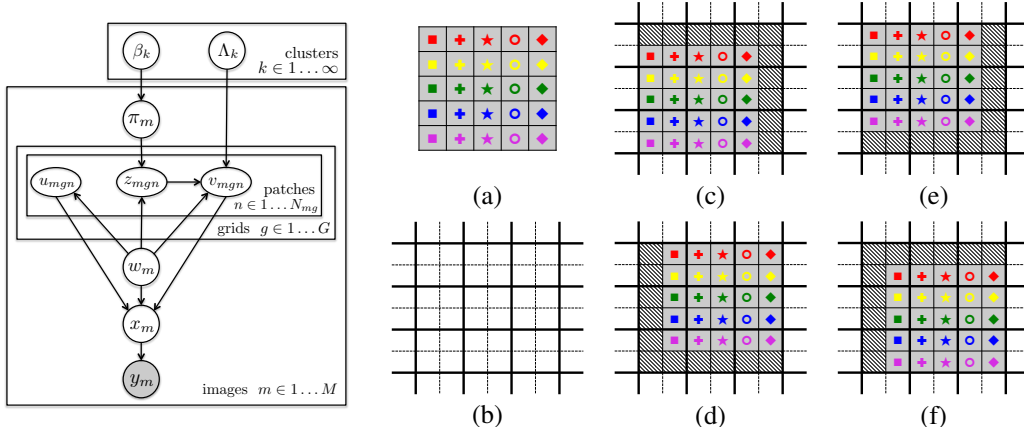 β_k
Λ_k
clusters
k ∈ 1 . . . ∞
π_m
u_mgn
z_mgn
v_mgn
patches
n ∈ 1 . . . N_mg
grids g ∈ 1 . . . G
w_m
x_m
y_m
images m ∈ 1 . . . M
(a)
(c)
(e)
(b)
(d)
(f)